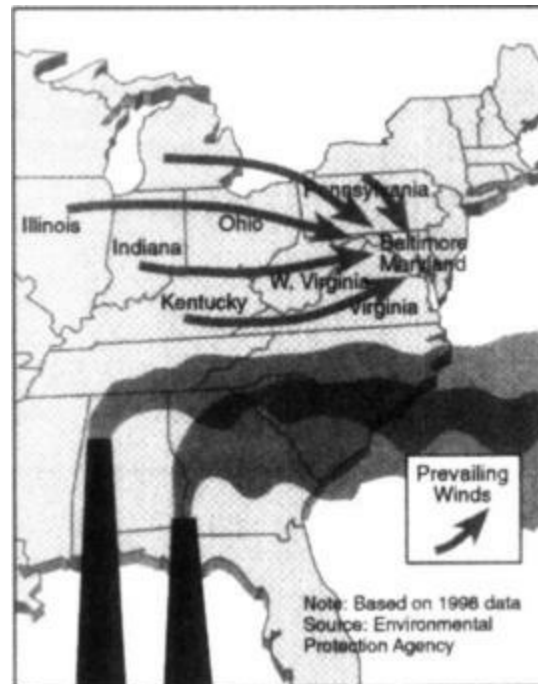 Pennsylvania
Illinois
Ohio
Indiana
Baltimore
Maryland
W. Virginia
Kentucky
Virginia
Prevailing
Winds
Note: Based on 1996 data
Source: Environmental
Protection Agency